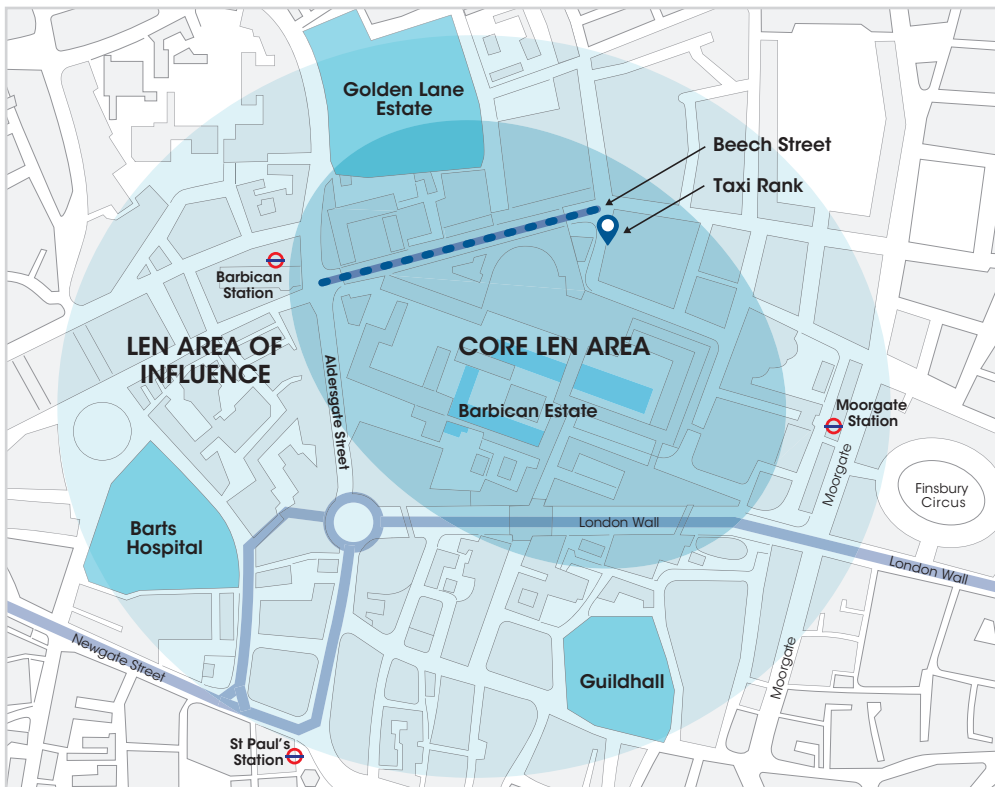 Golden Lane
Estate
Beech Street
Taxi Rank
Barbican
Station
LEN AREA OF
INFLUENCE
CORE LEN AREA
Aldersgate Street
Barbican Estate
Moorgate
Station
Moorgate
Finsbury
Circus
Barts
Hospital
London Wall
London Wall
Newgate Street
Moorgate
Guildhall
St Paul's
Station